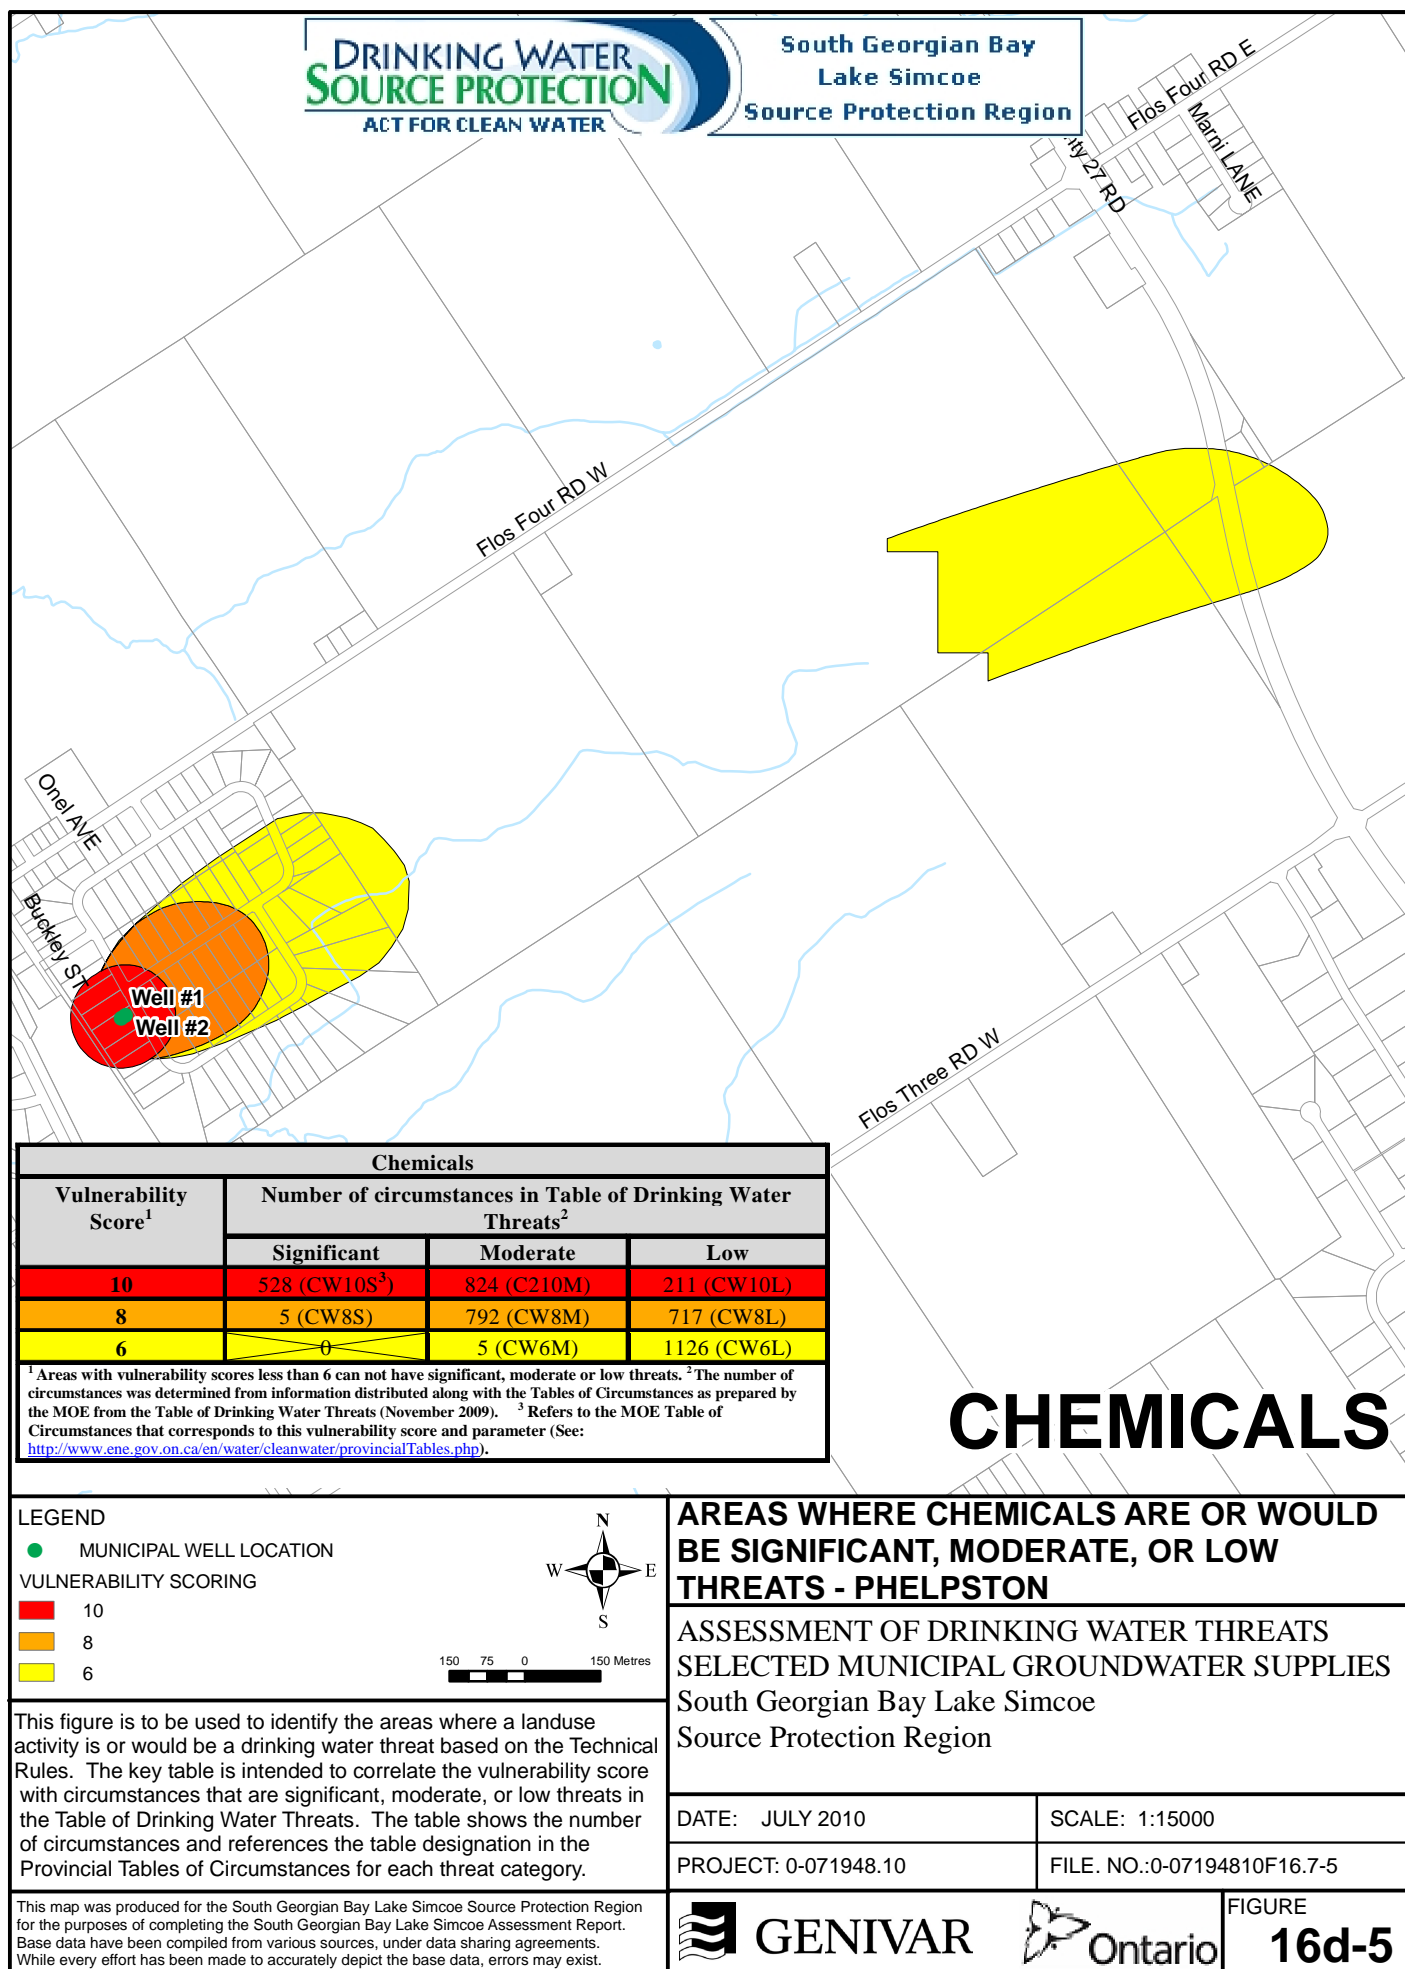 DRINKING WATER
SOURCE PROTECTION
ACT FOR CLEAN WATER
South Georgian Bay
Lake Simcoe
Source Protection Region
Flos Four RD E
Marni LANE
27 RD
Flos Four RD W
Onel AVE
Buckley ST
Well #1
Well #2
Flos Three RD W
Chemicals
Vulnerability Score¹ Number of circumstances in Table of Drinking Water Threats²
Significant Moderate Low
10 528 (CW10S³) 824 (C210M) 211 (CW10L)
8 5 (CW8S) 792 (CW8M) 717 (CW8L)
6 0 5 (CW6M) 1126 (CW6L)
¹ Areas with vulnerability scores less than 6 can not have significant, moderate or low threats. ² The number of
circumstances was determined from information distributed along with the Tables of Circumstances as prepared by
the MOE from the Table of Drinking Water Threats (November 2009). ³ Refers to the MOE Table of
Circumstances that corresponds to this vulnerability score and parameter (See:
http://www.ene.gov.on.ca/en/water/cleanwater/provincialTables.php).
CHEMICALS
LEGEND
MUNICIPAL WELL LOCATION
VULNERABILITY SCORING
10
8
6
N
W E
S
150 75 0 150 Metres
AREAS WHERE CHEMICALS ARE OR WOULD
BE SIGNIFICANT, MODERATE, OR LOW
THREATS - PHELPSTON
ASSESSMENT OF DRINKING WATER THREATS
SELECTED MUNICIPAL GROUNDWATER SUPPLIES
South Georgian Bay Lake Simcoe
Source Protection Region
This figure is to be used to identify the areas where a landuse
activity is or would be a drinking water threat based on the Technical
Rules. The key table is intended to correlate the vulnerability score
with circumstances that are significant, moderate, or low threats in
the Table of Drinking Water Threats. The table shows the number
of circumstances and references the table designation in the
Provincial Tables of Circumstances for each threat category.
DATE: JULY 2010
SCALE: 1:15000
PROJECT: 0-071948.10
FILE. NO.:0-07194810F16.7-5
This map was produced for the South Georgian Bay Lake Simcoe Source Protection Region
for the purposes of completing the South Georgian Bay Lake Simcoe Assessment Report.
Base data have been compiled from various sources, under data sharing agreements.
While every effort has been made to accurately depict the base data, errors may exist.
GENIVAR
Ontario
FIGURE
16d-5